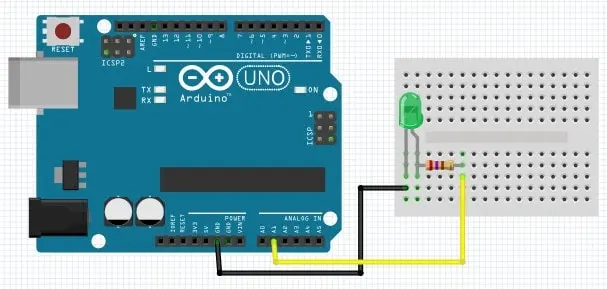 RESET
ICSP2
AREF
GND
13
12
~11
~10
~9
8
7
~6
~5
4
~3
2
TX0▶1
RX0◀0
DIGITAL (PWM=~)
L
TX
RX
Arduino™
UNO
ON
1
ICSP
POWER
ANALOG IN
IOREF
RESET
3V3
5V
GND
GND
VIN
A0
A1
A2
A3
A4
A5